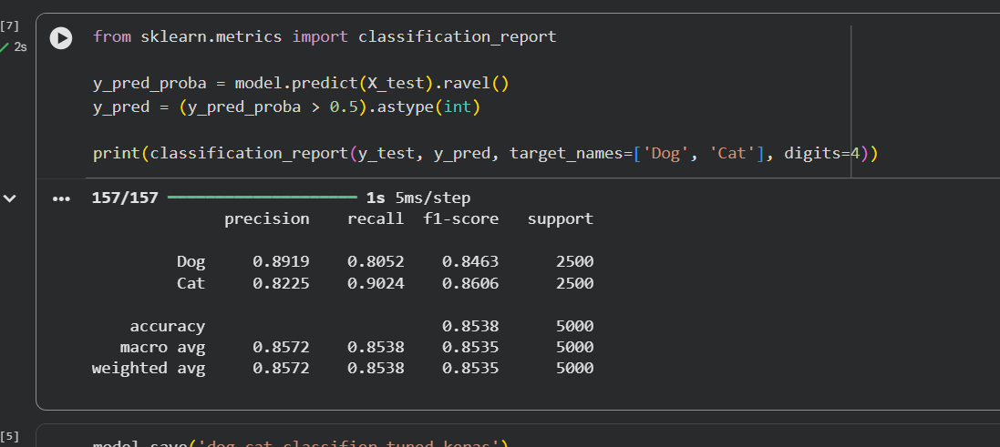 [7]
2s
from sklearn.metrics import classification_report
y_pred_proba = model.predict(X_test).ravel()
y_pred = (y_pred_proba > 0.5).astype(int)
print(classification_report(y_test, y_pred, target_names=['Dog', 'Cat'], digits=4))
157/157 1s 5ms/step
precision recall f1-score support
Dog 0.8919 0.8052 0.8463 2500
Cat 0.8225 0.9024 0.8606 2500
accuracy 0.8538 5000
macro avg 0.8572 0.8538 0.8535 5000
weighted avg 0.8572 0.8538 0.8535 5000
[5]
model.save('dog_cat_classifier_tuned.keras')